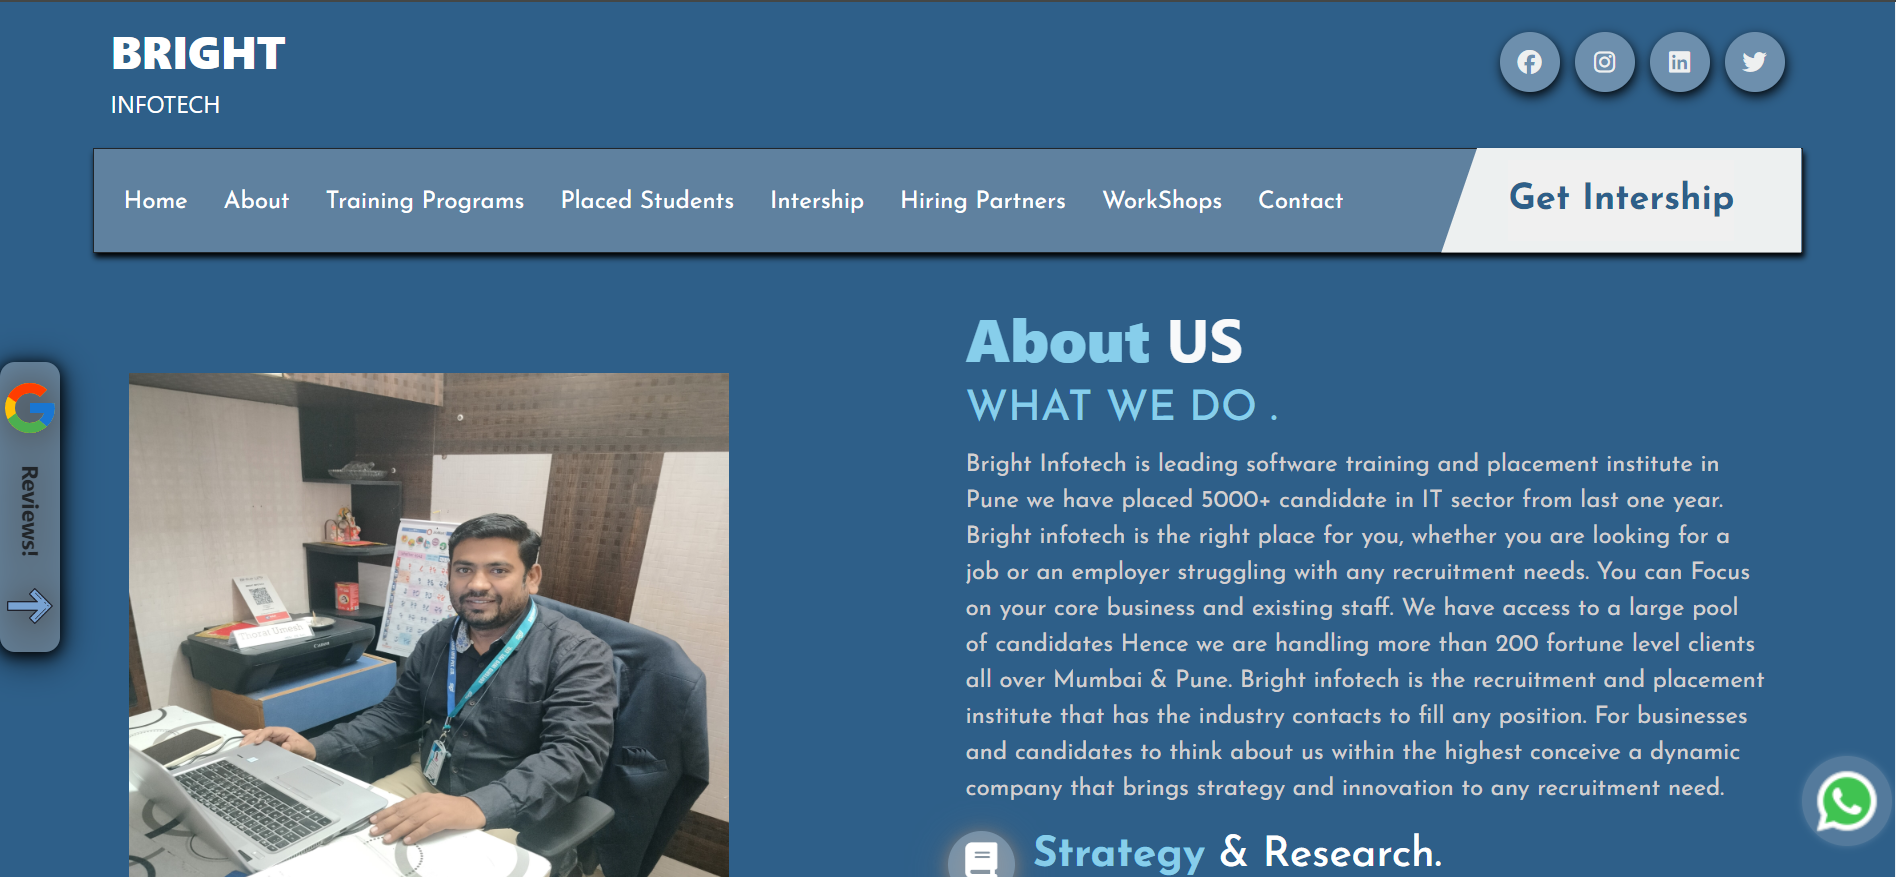 BRIGHT
INFOTECH
Home About Training Programs Placed Students Intership Hiring Partners WorkShops Contact
Get Intership
Reviews!
Thorat Umesh
Canon
About US
WHAT WE DO .
Bright Infotech is leading software training and placement institute in
Pune we have placed 5000+ candidate in IT sector from last one year.
Bright infotech is the right place for you, whether you are looking for a
job or an employer struggling with any recruitment needs. You can Focus
on your core business and existing staff. We have access to a large pool
of candidates Hence we are handling more than 200 fortune level clients
all over Mumbai & Pune. Bright infotech is the recruitment and placement
institute that has the industry contacts to fill any position. For businesses
and candidates to think about us within the highest conceive a dynamic
company that brings strategy and innovation to any recruitment need.
Strategy & Research.